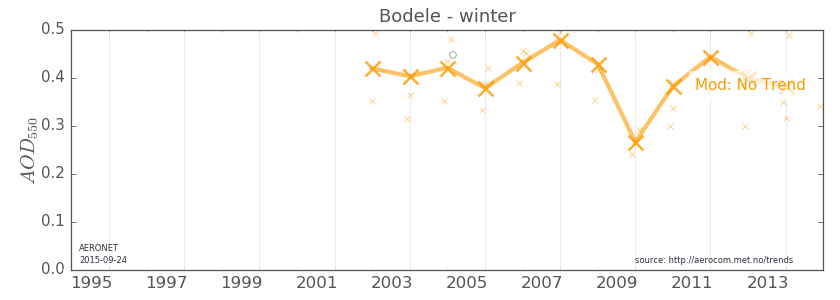 Bodele - winter
0.5
0.4
0.3
0.2
0.1
0.0
AOD550
Mod: No Trend
AERONET
2015-09-24
source: http://aerocom.met.no/trends
1995 1997 1999 2001 2003 2005 2007 2009 2011 2013